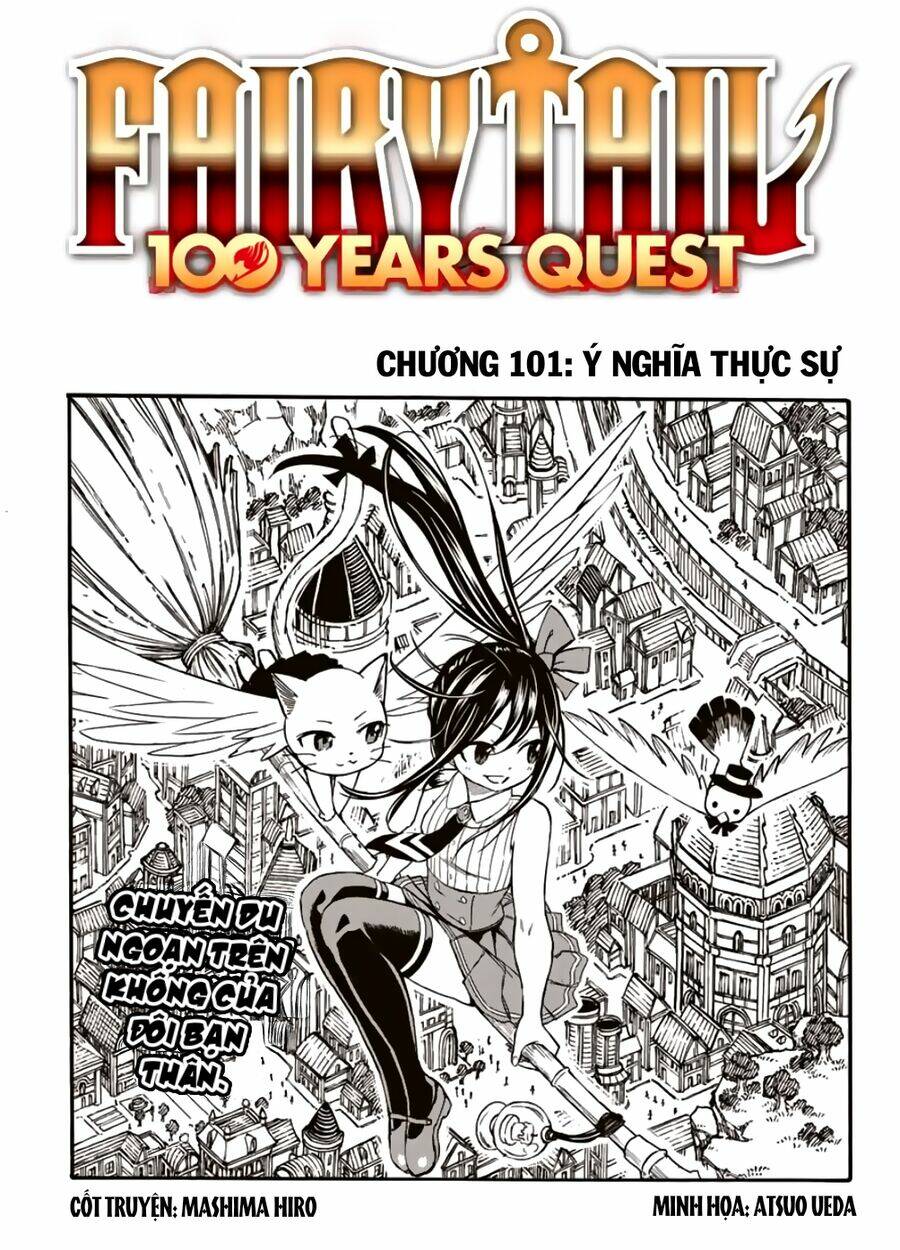 FAIRY TAIL
100 YEARS QUEST
CHƯƠNG 101: Ý NGHĨA THỰC SỰ
CHUYẾN DU
NGOẠN TRÊN
KHÔNG CỦA
ĐÔI BẠN
THÂN.
CỐT TRUYỆN: MASHIMA HIRO
MINH HỌA: ATSUO UEDA